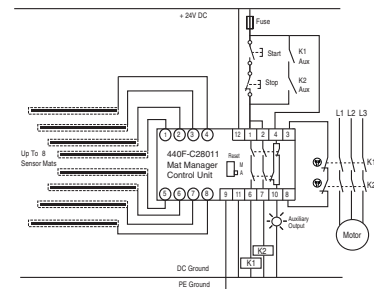 + 24V DC
Fuse
Start
K1
Aux
Stop
K2
Aux
L1 L2 L3
1 2 3 4
12 1 2 4 3
Up To 8
Sensor Mats
440F-C28011
Mat Manager
Control Unit
Reset
M
A
K1
K2
5 6 7 8
9 11 6 7 10 8
Auxiliary
Output
Motor
K2
K1
DC Ground
PE Ground